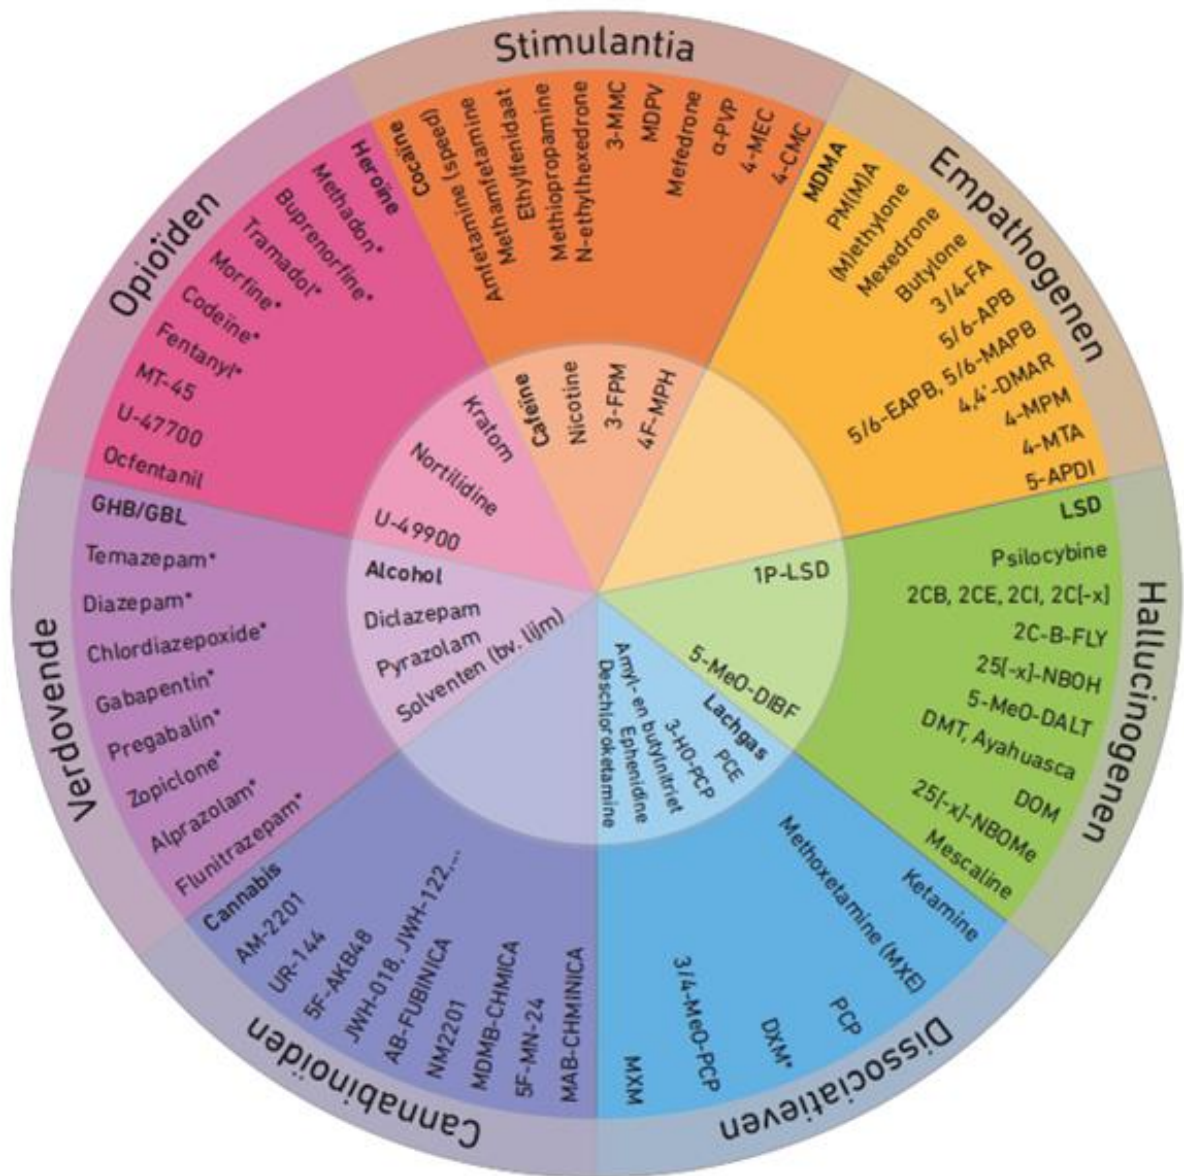 Stimulantia
Cocaïne
Amfetamine (speed)
Methamfetamine
Ethylfenidaat
Methiopropamine
N-ethylhexedrone
3-MMC
MDPV
Mefedrone
α-PVP
4-MEC
4-CMC
Cafeïne
Nicotine
3-FPM
4F-MPH
Empathogenen
MDMA
PM(M)A
(M)ethylone
Mexedrone
Butylone
3/4-FA
5/6-APB
5/6-EAPB, 5/6-MAPB
4,4'-DMAR
4-MPM
4-MTA
5-APDI
Hallucinogenen
LSD
Psilocybine
2CB, 2CE, 2CI, 2C[-x]
2C-B-FLY
25[-x]-NBOH
5-MeO-DALT
DMT, Ayahuasca
DOM
25[-x]-NBOMe
Mescaline
1P-LSD
5-MeO-DIBF
Dissociatieven
Ketamine
Methoxetamine (MXE)
PCP
DXM*
3/4-MeO-PCP
MXM
Lachgas
PCE
3-HO-PCP
Amyl- en butylnitriet
Ephenidine
Deschloroketamine
Cannabinoïden
Cannabis
AM-2201
UR-144
5F-AKB48
JWH-018, JWH-122,...
AB-FUBINICA
NM2201
MDMB-CHMICA
5F-MN-24
MAB-CHMINICA
Verdovende
GHB/GBL
Temazepam*
Diazepam*
Chlordiazepoxide*
Gabapentin*
Pregabalin*
Zopiclone*
Alprazolam*
Flunitrazepam*
Alcohol
Diclazepam
Pyrazolam
Solventen (bv. lijm)
Opioïden
Heroïne
Methadon*
Buprenorfine*
Tramadol*
Morfine*
Codeïne*
Fentanyl*
MT-45
U-47700
Ocfentanil
Kratom
Nortilidine
U-49900